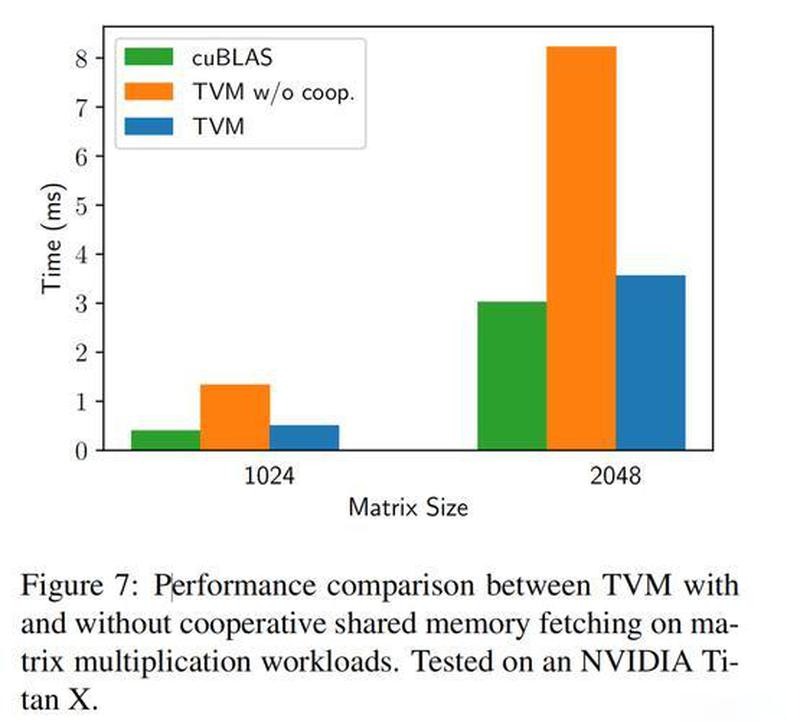 8
7
6
5
4
3
2
1
0
Time (ms)
cuBLAS
TVM w/o coop.
TVM
1024
2048
Matrix Size
Figure 7: Performance comparison between TVM with
and without cooperative shared memory fetching on ma-
trix multiplication workloads. Tested on an NVIDIA Ti-
tan X.